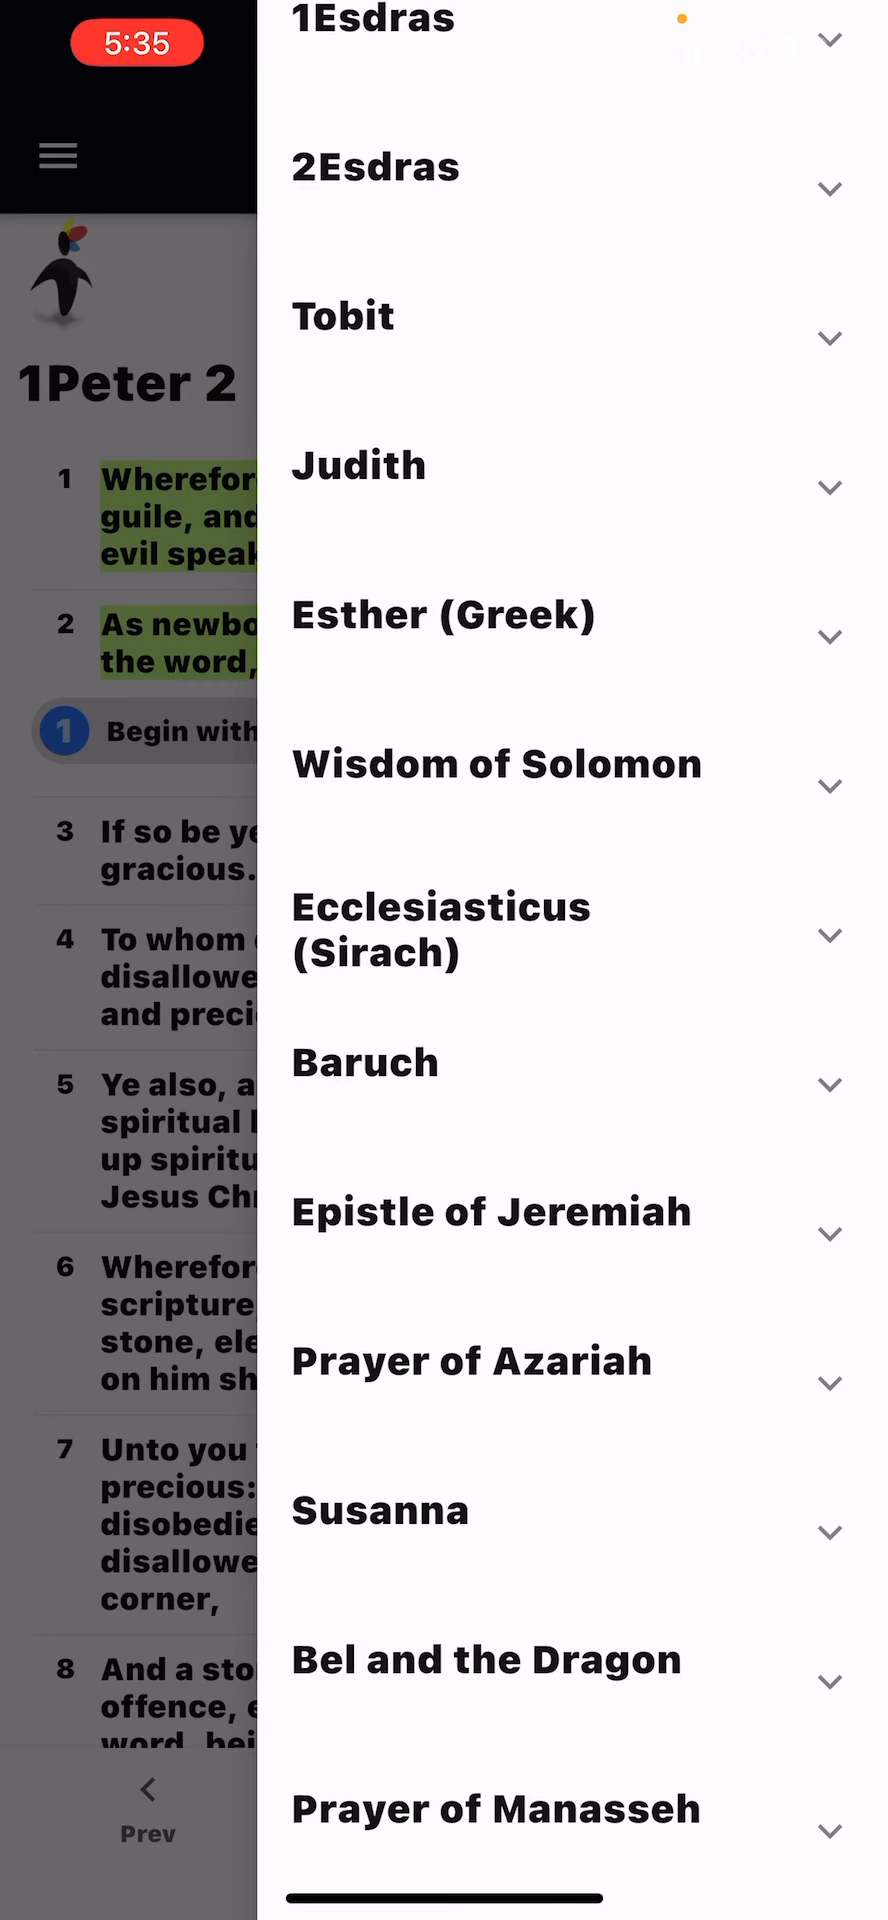 5:35
1Peter 2
1 Wherefor
guile, and
evil speak
2 As newbo
the word,
1 Begin with
3 If so be ye
gracious.
4 To whom
disallowe
and preci
5 Ye also, a
spiritual
up spiritu
Jesus Chr
6 Wherefor
scripture
stone, ele
on him sh
7 Unto you
precious:
disobedie
disallowe
corner,
8 And a sto
offence, e
word, bei
Prev
1Esdras
2Esdras
Tobit
Judith
Esther (Greek)
Wisdom of Solomon
Ecclesiasticus
(Sirach)
Baruch
Epistle of Jeremiah
Prayer of Azariah
Susanna
Bel and the Dragon
Prayer of Manasseh